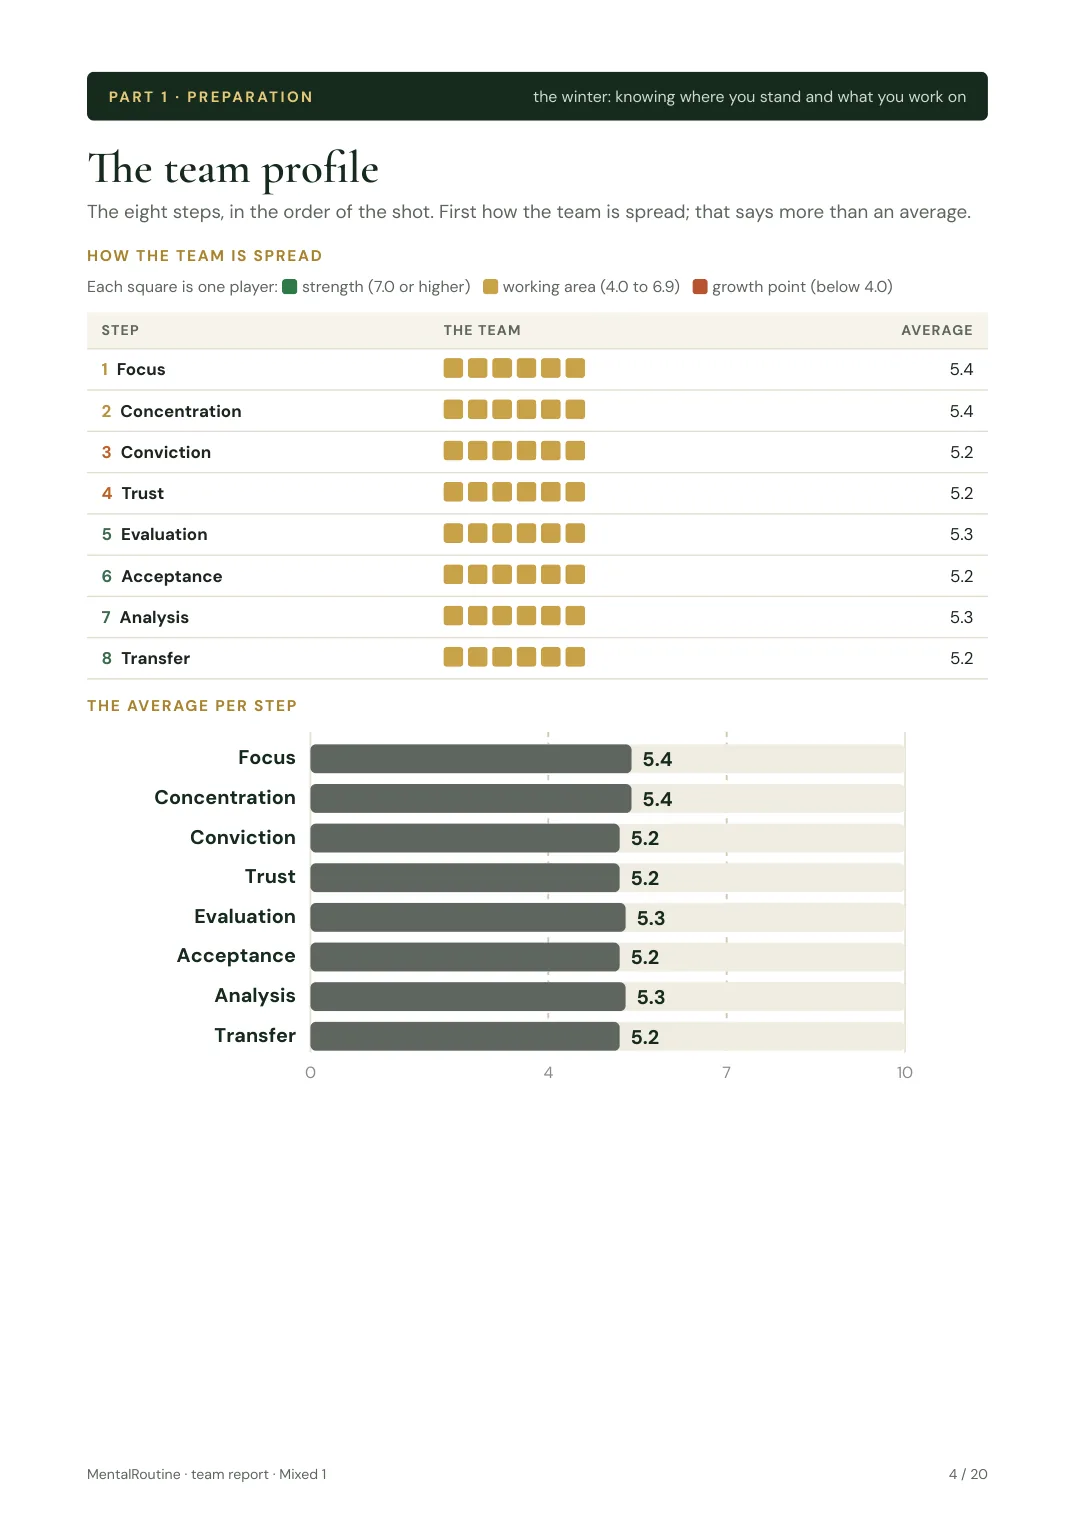 PART 1 · PREPARATION
the winter: knowing where you stand and what you work on
The team profile
The eight steps, in the order of the shot. First how the team is spread; that says more than an average.
HOW THE TEAM IS SPREAD
Each square is one player: strength (7.0 or higher) working area (4.0 to 6.9) growth point (below 4.0)
STEP THE TEAM AVERAGE
1 Focus 5.4
2 Concentration 5.4
3 Conviction 5.2
4 Trust 5.2
5 Evaluation 5.3
6 Acceptance 5.2
7 Analysis 5.3
8 Transfer 5.2
THE AVERAGE PER STEP
Focus 5.4
Concentration 5.4
Conviction 5.2
Trust 5.2
Evaluation 5.3
Acceptance 5.2
Analysis 5.3
Transfer 5.2
0 4 7 10
MentalRoutine · team report · Mixed 1
4 / 20